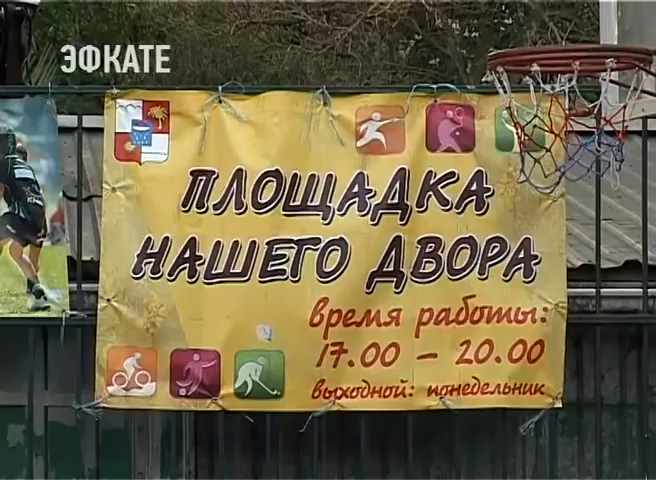 ЭФКАТЕ
ПЛОЩАДКА
НАШЕГО ДВОРА
время работы:
17.00 – 20.00
выходной: понедельник